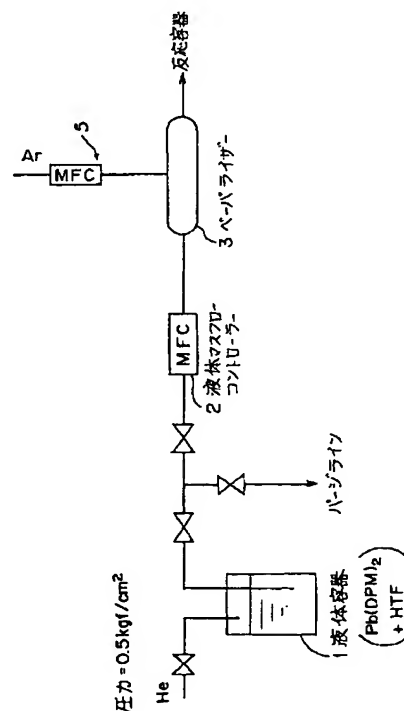 Ar
MFC
5
反応容器
3 ベーパライザー
MFC
2 液体マスフロー
コントローラー
パージライン
圧力=0.5kgf/cm²
He
1 液体容器
(Pb(DPM)₂
+ HTF)